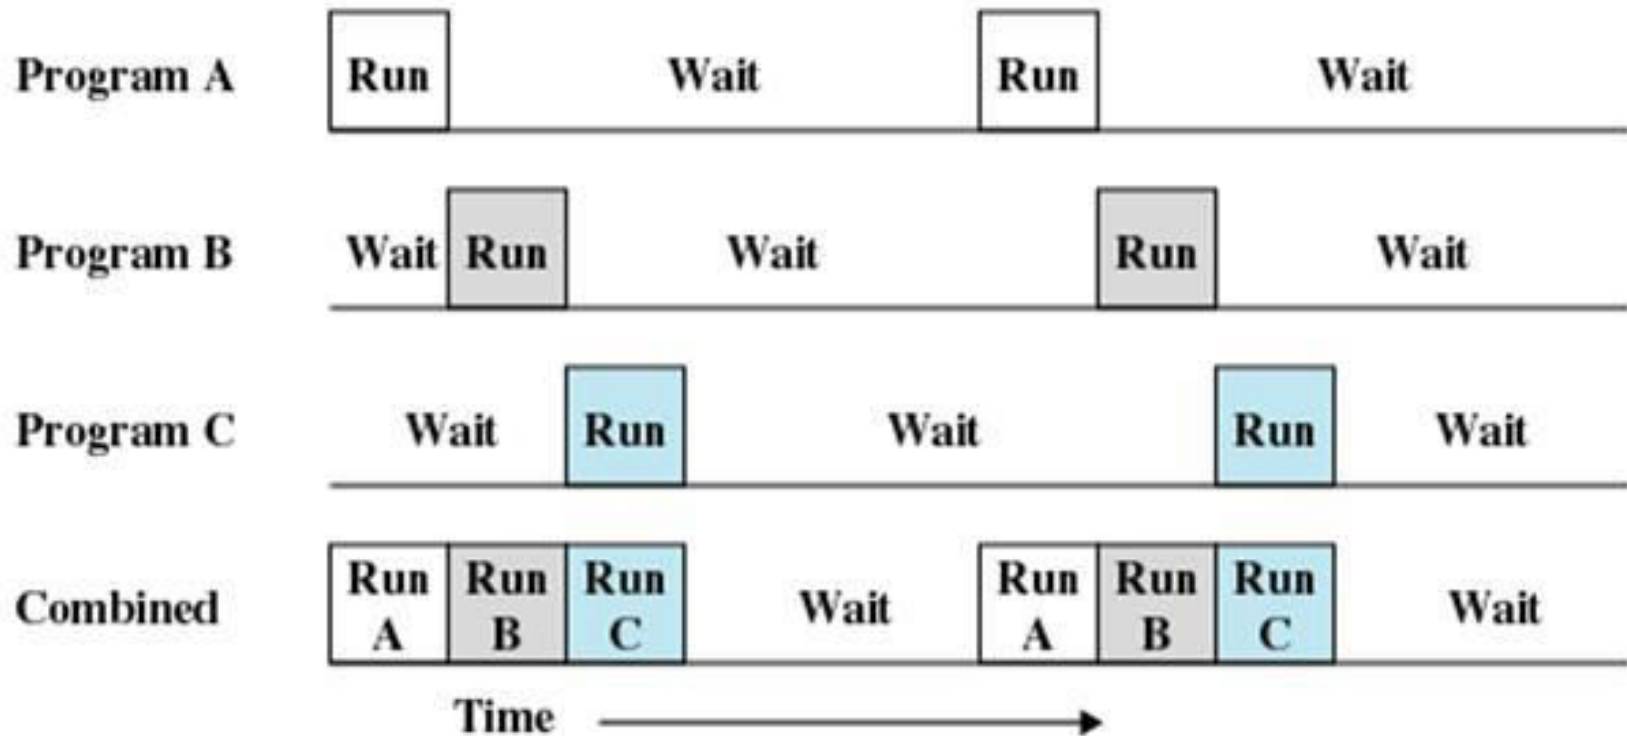 Program A Run Wait Run Wait
Program B Wait Run Wait Run Wait
Program C Wait Run Wait Run Wait
Combined Run A Run B Run C Wait Run A Run B Run C Wait
Time